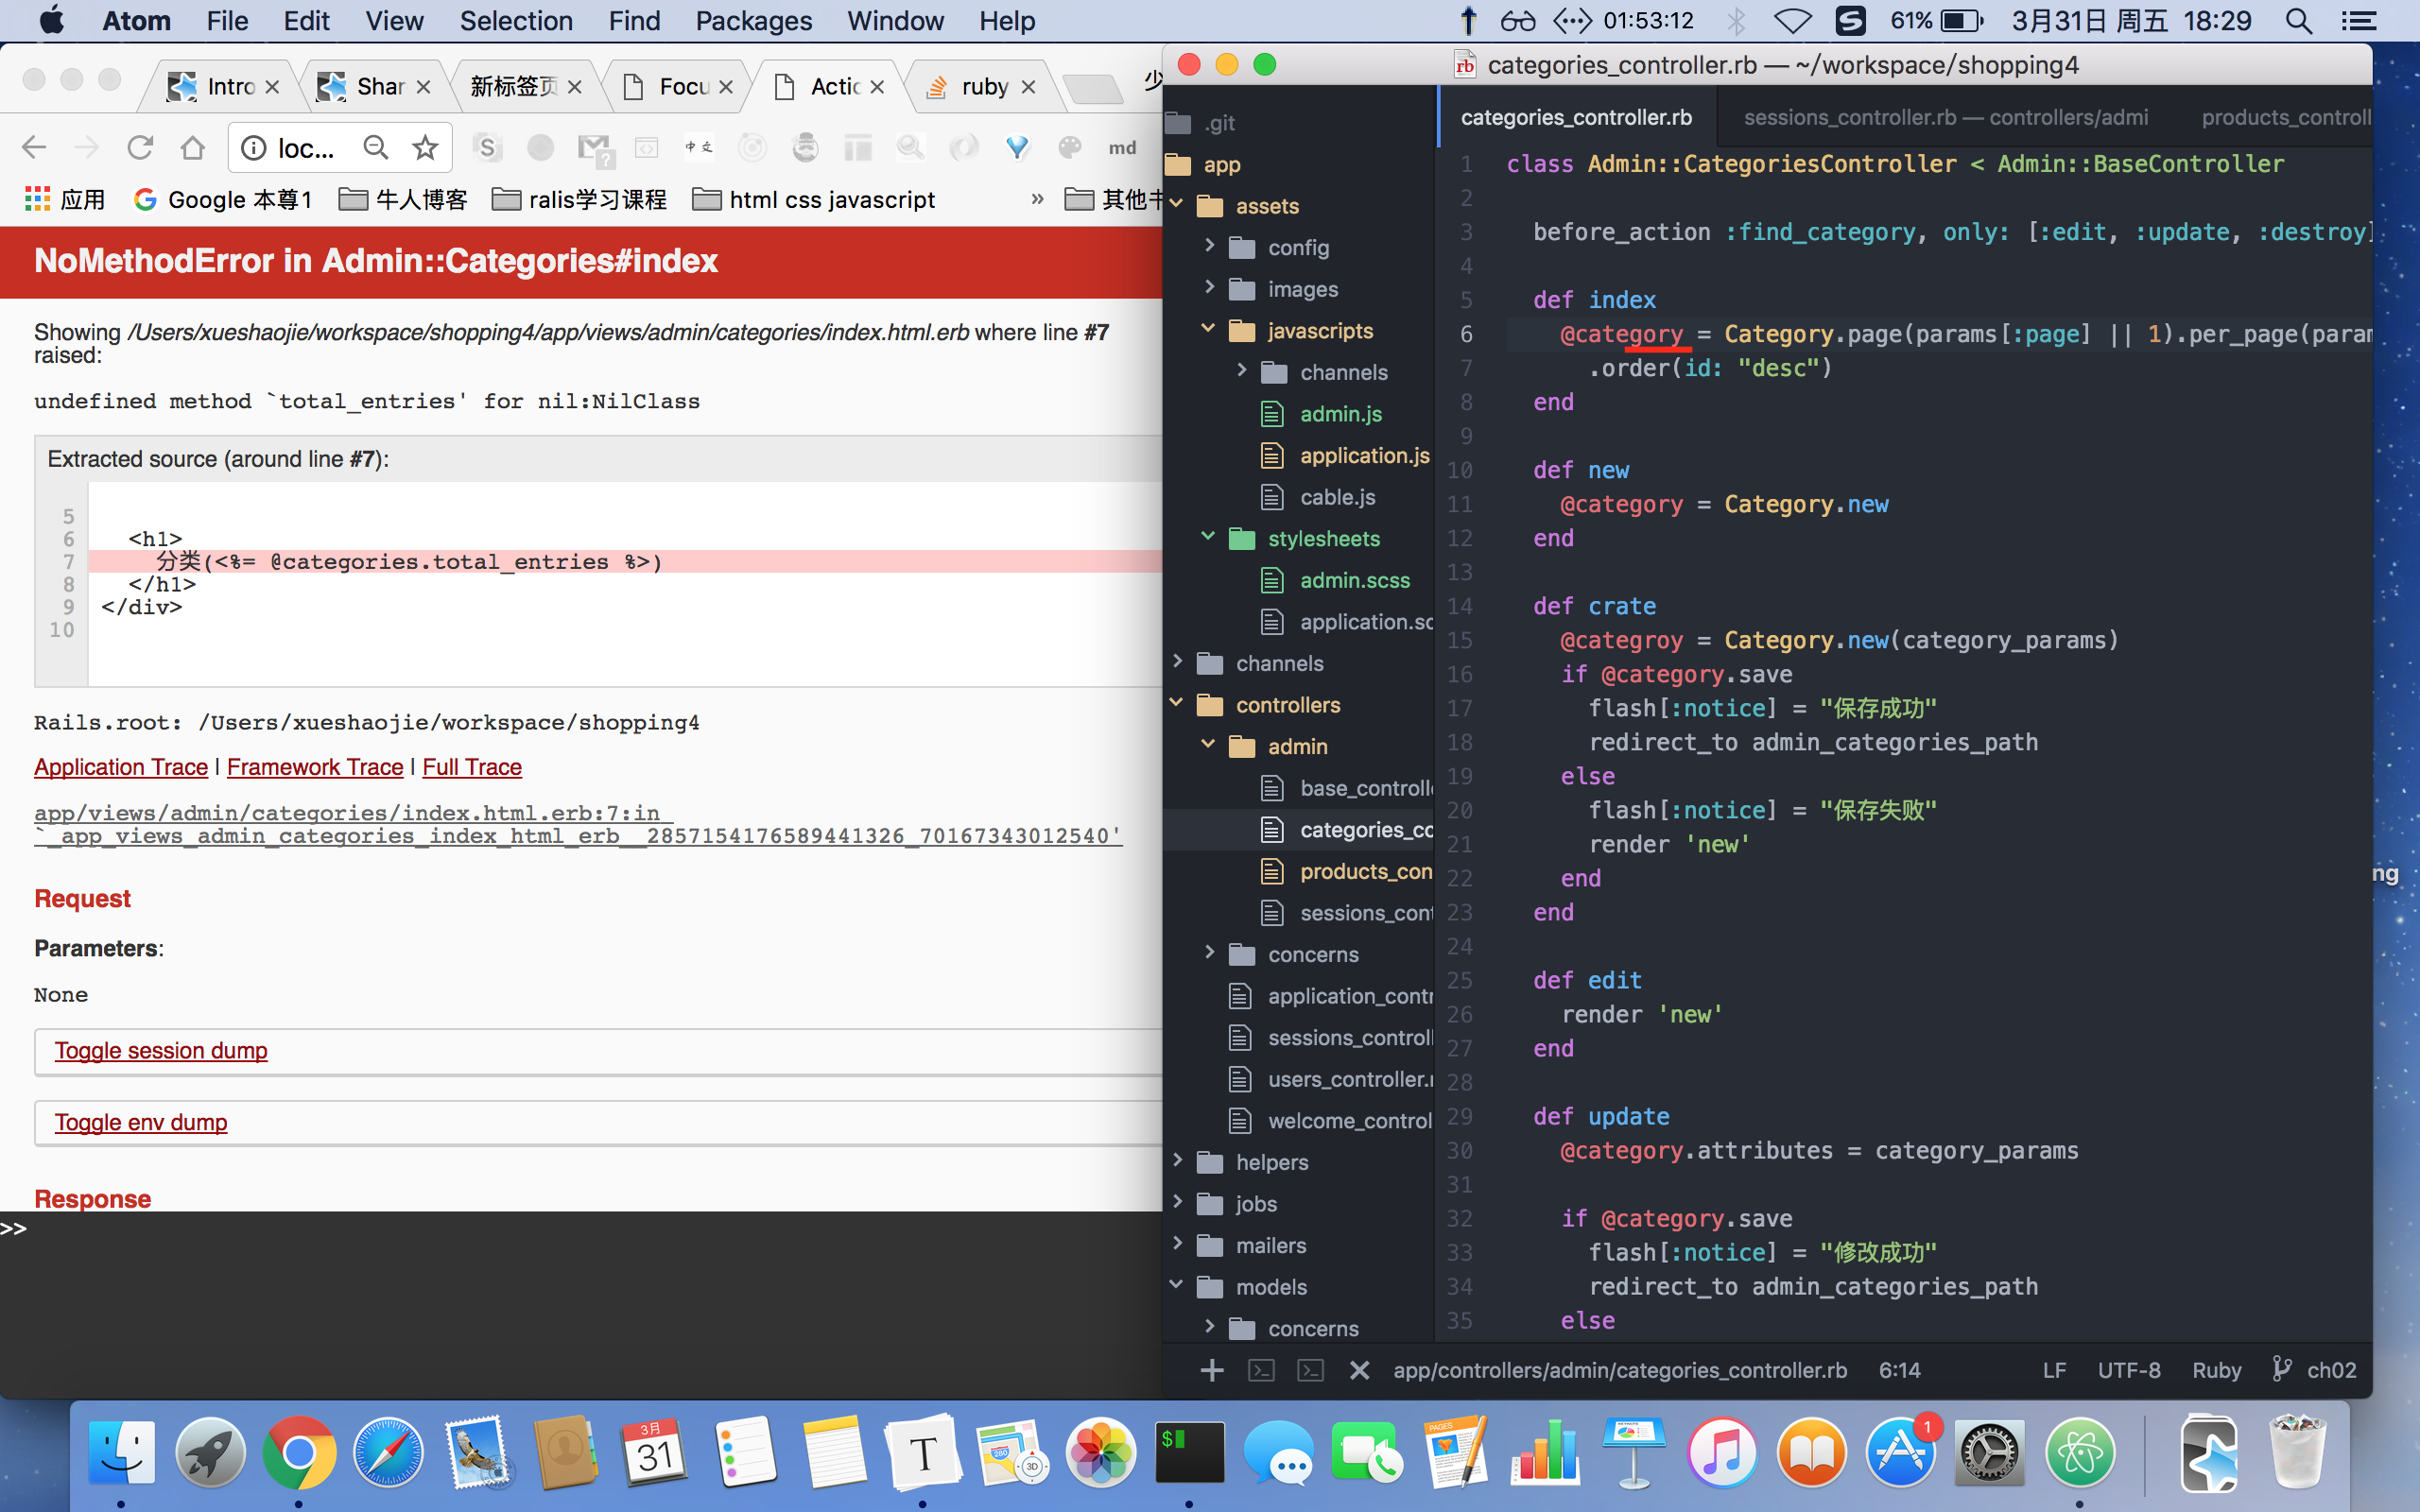 Atom File Edit View Selection Find Packages Window Help 01:53:12 61% 3月31日 周五 18:29
Intro Shar 新标签页 Focu Actic ruby
loc... 中文 md
应用 Google 本尊1 牛人博客 ralis学习课程 html css javascript » 其他书
NoMethodError in Admin::Categories#index
Showing /Users/xueshaojie/workspace/shopping4/app/views/admin/categories/index.html.erb where line #7
raised:
undefined method `total_entries' for nil:NilClass
Extracted source (around line #7):
5
6 <h1>
7 分类(<%= @categories.total_entries %>)
8 </h1>
9 </div>
10
Rails.root: /Users/xueshaojie/workspace/shopping4
Application Trace | Framework Trace | Full Trace
app/views/admin/categories/index.html.erb:7:in
`_app_views_admin_categories_index_html_erb__2857154176589441326_70167343012540'
Request
Parameters:
None
Toggle session dump
Toggle env dump
Response
>>
categories_controller.rb — ~/workspace/shopping4
.git
app
assets
config
images
javascripts
channels
admin.js
application.js
cable.js
stylesheets
admin.scss
application.sc
channels
controllers
admin
base_controll
categories_co
products_con
sessions_cont
concerns
application_contr
sessions_controll
users_controller.r
welcome_control
helpers
jobs
mailers
models
concerns
categories_controller.rb sessions_controller.rb — controllers/admi products_controll
1 class Admin::CategoriesController < Admin::BaseController
2
3 before_action :find_category, only: [:edit, :update, :destroy]
4
5 def index
6 @category = Category.page(params[:page] || 1).per_page(param
7 .order(id: "desc")
8 end
9
10 def new
11 @category = Category.new
12 end
13
14 def crate
15 @categroy = Category.new(category_params)
16 if @category.save
17 flash[:notice] = "保存成功"
18 redirect_to admin_categories_path
19 else
20 flash[:notice] = "保存失败"
21 render 'new'
22 end
23 end
24
25 def edit
26 render 'new'
27 end
28
29 def update
30 @category.attributes = category_params
31
32 if @category.save
33 flash[:notice] = "修改成功"
34 redirect_to admin_categories_path
35 else
app/controllers/admin/categories_controller.rb 6:14 LF UTF-8 Ruby ch02
ng
3月
31
T
280
3D
$
PAGES
1